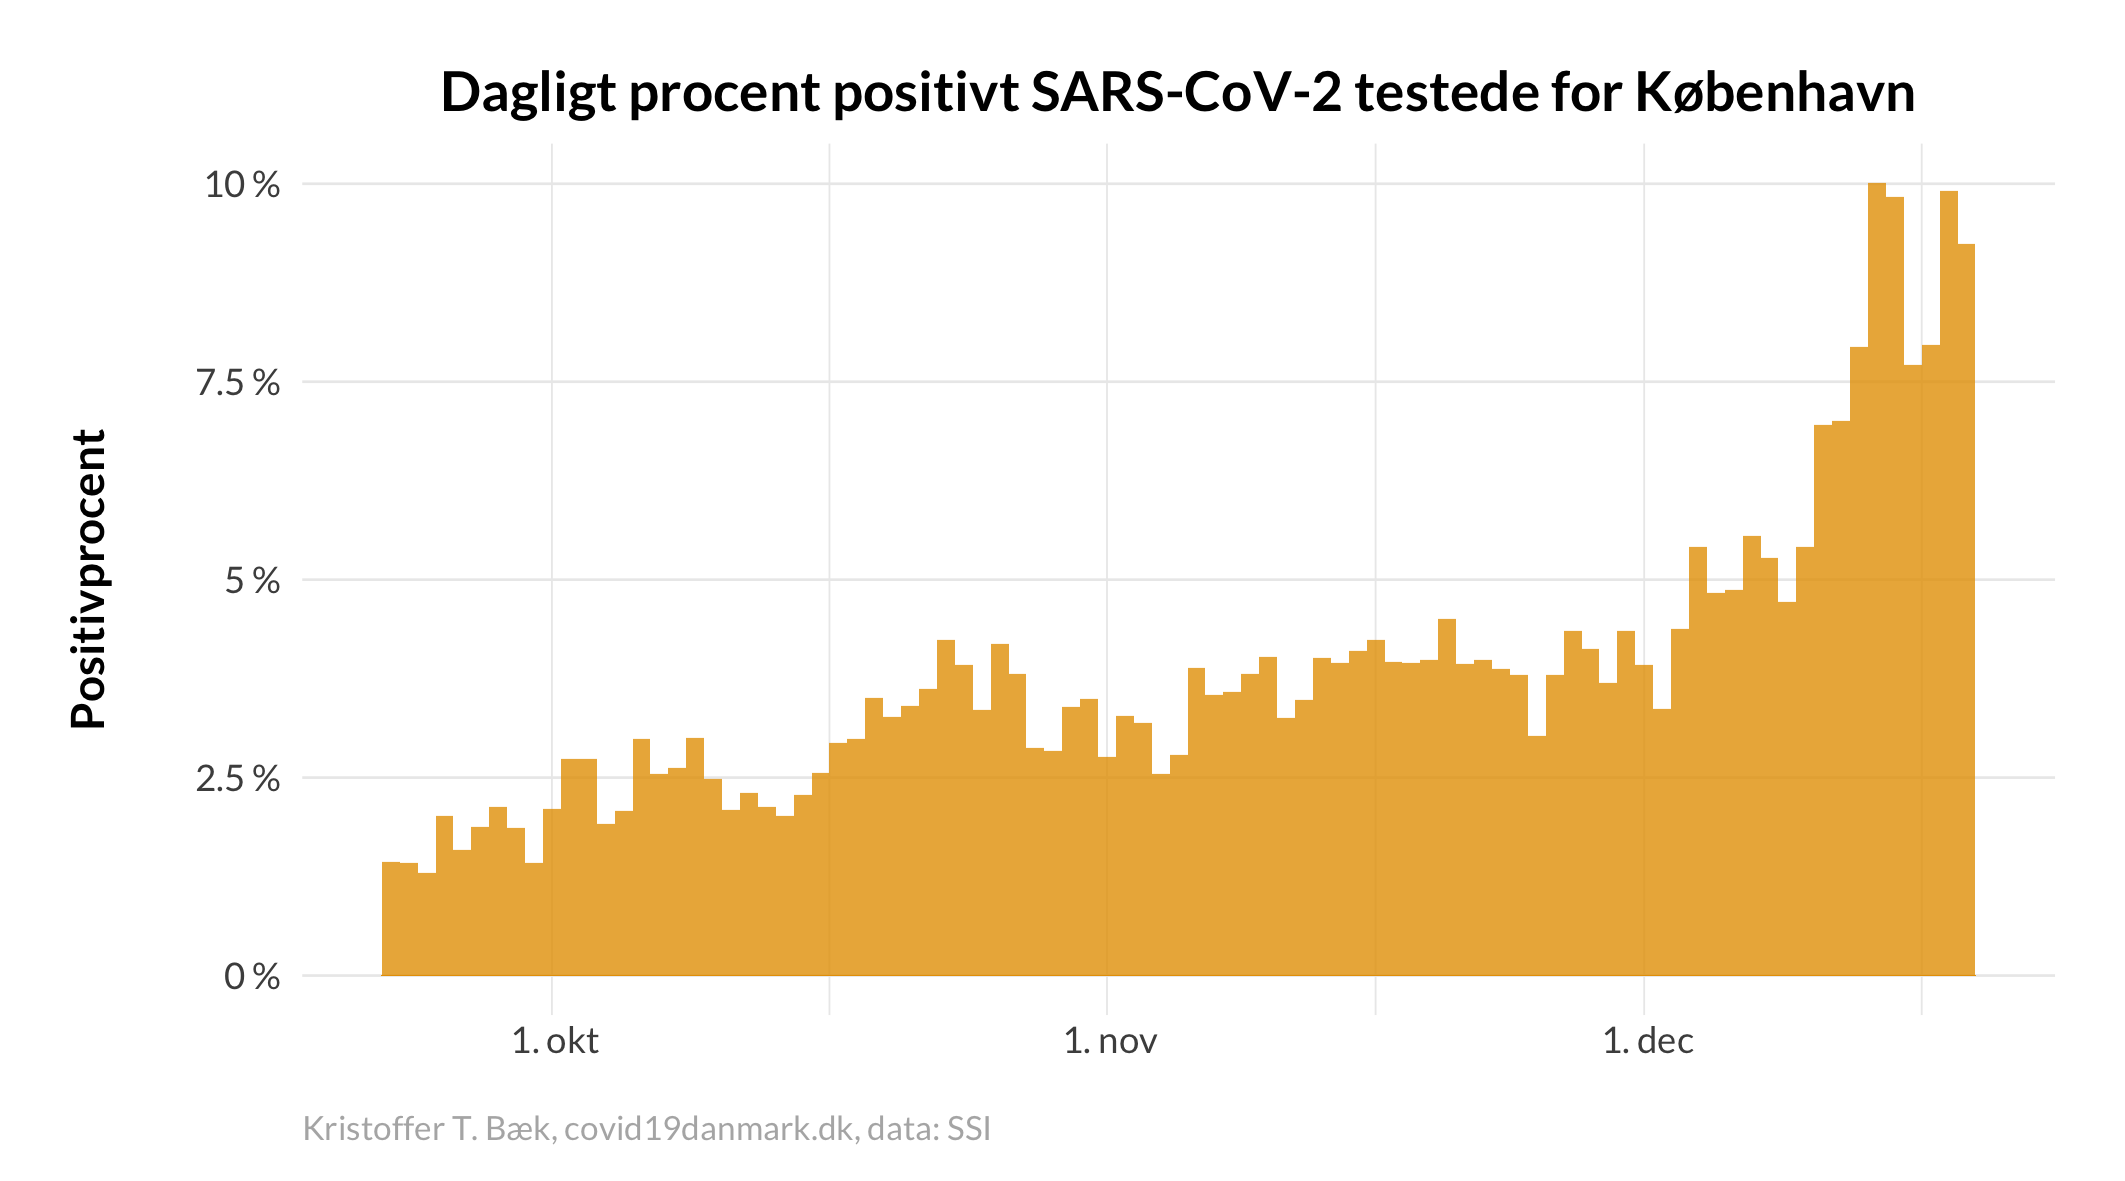 Dagligt procent positivt SARS-CoV-2 testede for København
Positivprocent
10 %
7.5 %
5 %
2.5 %
0 %
1. okt
1. nov
1. dec
Kristoffer T. Bæk, covid19danmark.dk, data: SSI